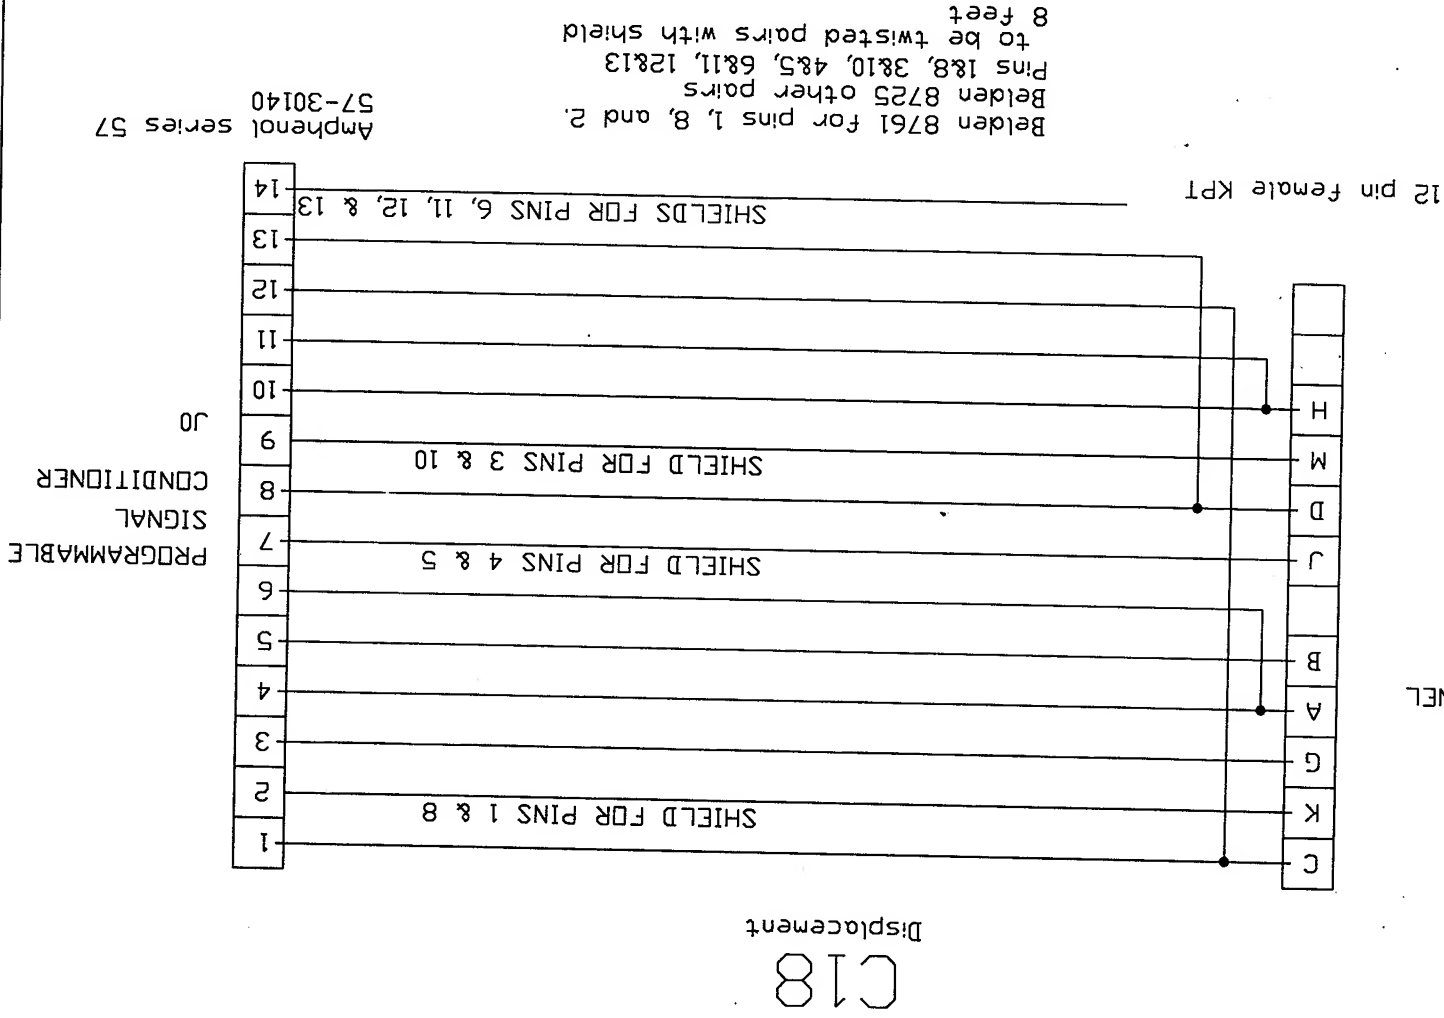 C18
Displacement
C
K
G
A
B
J
D
M
H
NEL
12 pin female KPT
SHIELD FOR PINS 1 & 8
SHIELD FOR PINS 4 & 5
SHIELD FOR PINS 3 & 10
SHIELDS FOR PINS 6, 11, 12, & 13
1
2
3
4
5
6
7
8
9
10
11
12
13
14
PROGRAMMABLE
SIGNAL
CONDITIONER
J0
Amphenol series 57
57-30140
Belden 8761 for pins 1, 8, and 2.
Belden 8725 other pairs
Pins 1&8, 3&10, 4&5, 6&11, 12&13
to be twisted pairs with shield
8 feet